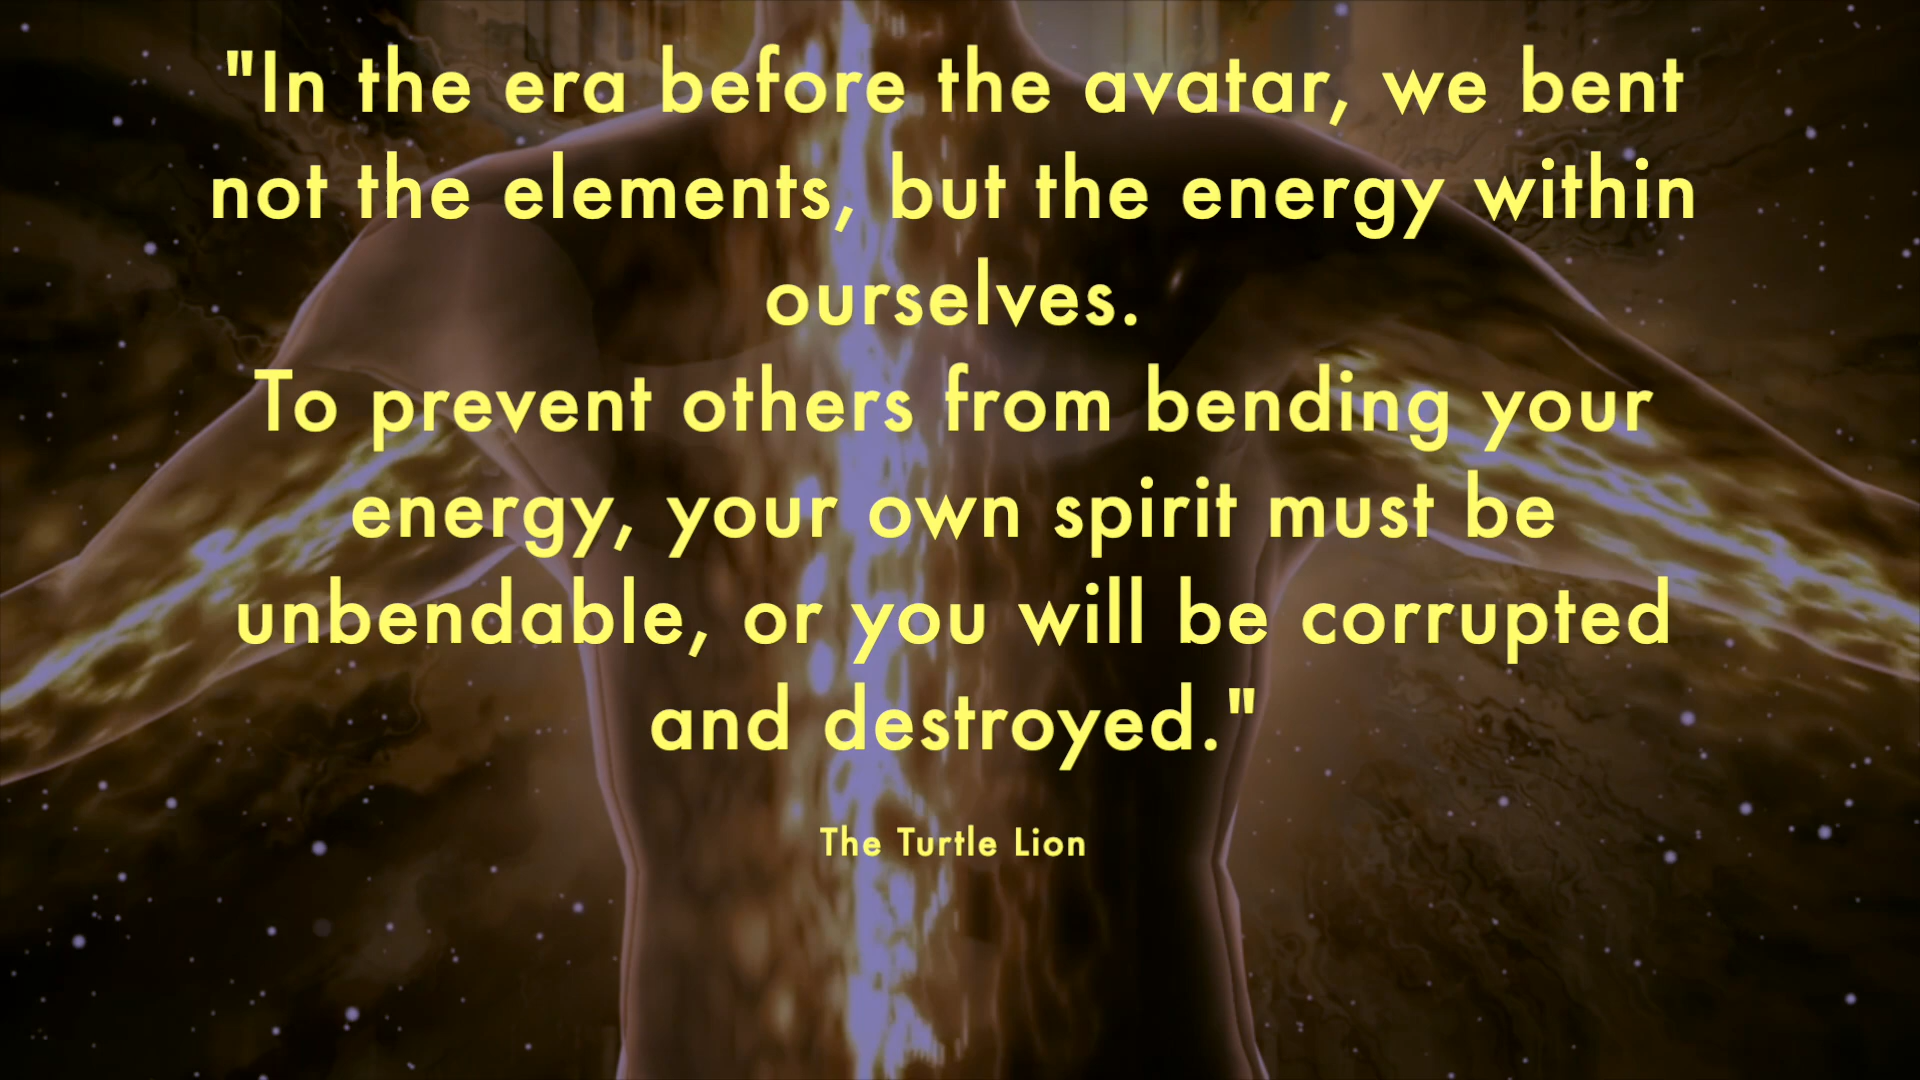 "In the era before the avatar, we bent
not the elements, but the energy within
ourselves.
To prevent others from bending your
energy, your own spirit must be
unbendable, or you will be corrupted
and destroyed."
The Turtle Lion